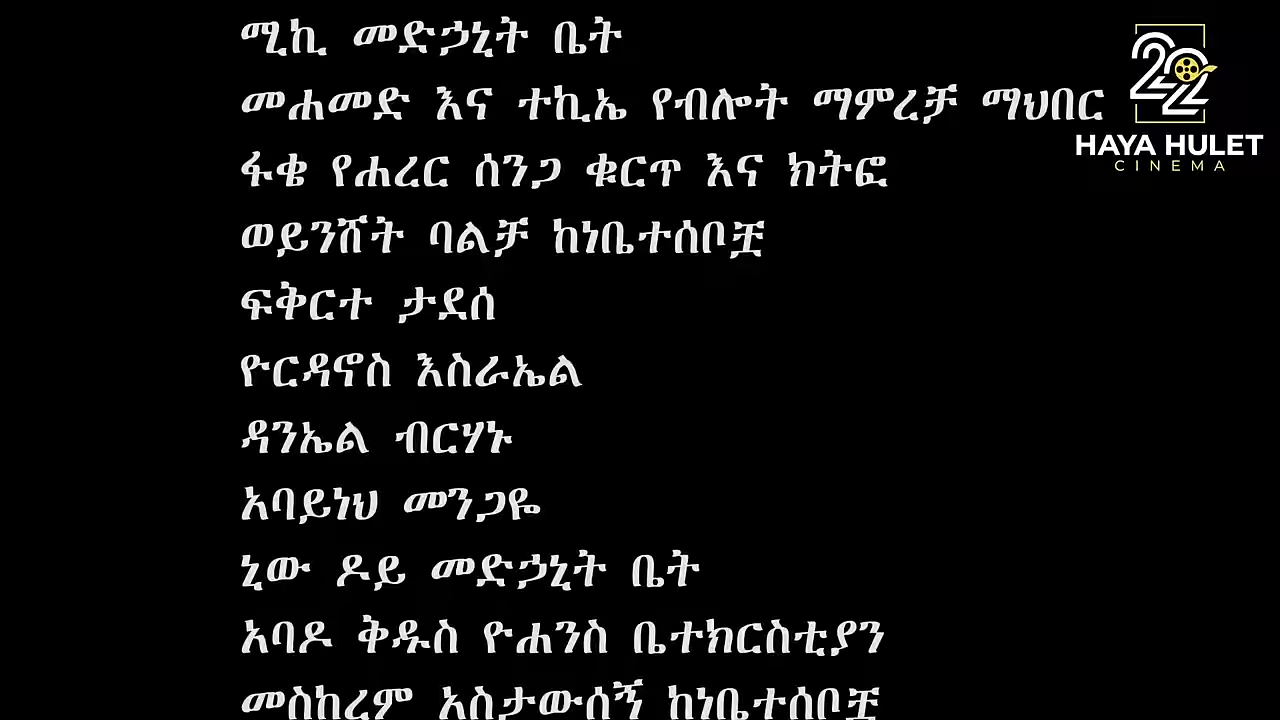 ሚኪ መድኃኒት ቤት
መሐመድ እና ተኪኤ የብሎት ማምረቻ ማህበር
ፋቄ የሐረር ሰንጋ ቁርጥ እና ክትፎ
ወይንሸት ባልቻ ከነቤተሰቦቿ
ፍቅርተ ታደሰ
ዮርዳኖስ እስራኤል
ዳንኤል ብርሃኑ
አባይነህ መንጋዬ
ኒው ዶይ መድኃኒት ቤት
አባዶ ቅዱስ ዮሐንስ ቤተክርስቲያን
መስከረም አስታውሰኝ ከነቤተሰቦቿ
22
HAYA HULET
CINEMA